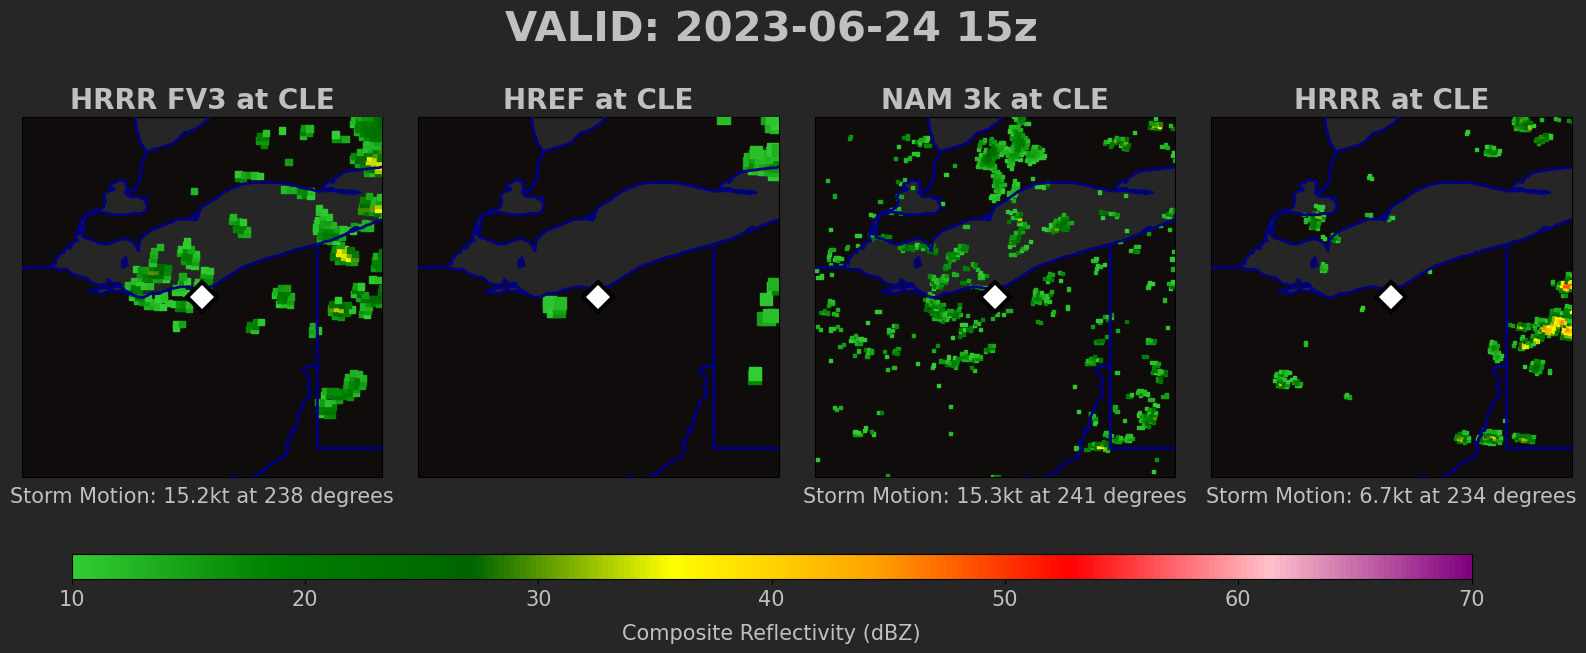 VALID: 2023-06-24 15z
HRRR FV3 at CLE
HREF at CLE
NAM 3k at CLE
HRRR at CLE
Storm Motion: 15.2kt at 238 degrees
Storm Motion: 15.3kt at 241 degrees
Storm Motion: 6.7kt at 234 degrees
10 20 30 40 50 60 70
Composite Reflectivity (dBZ)